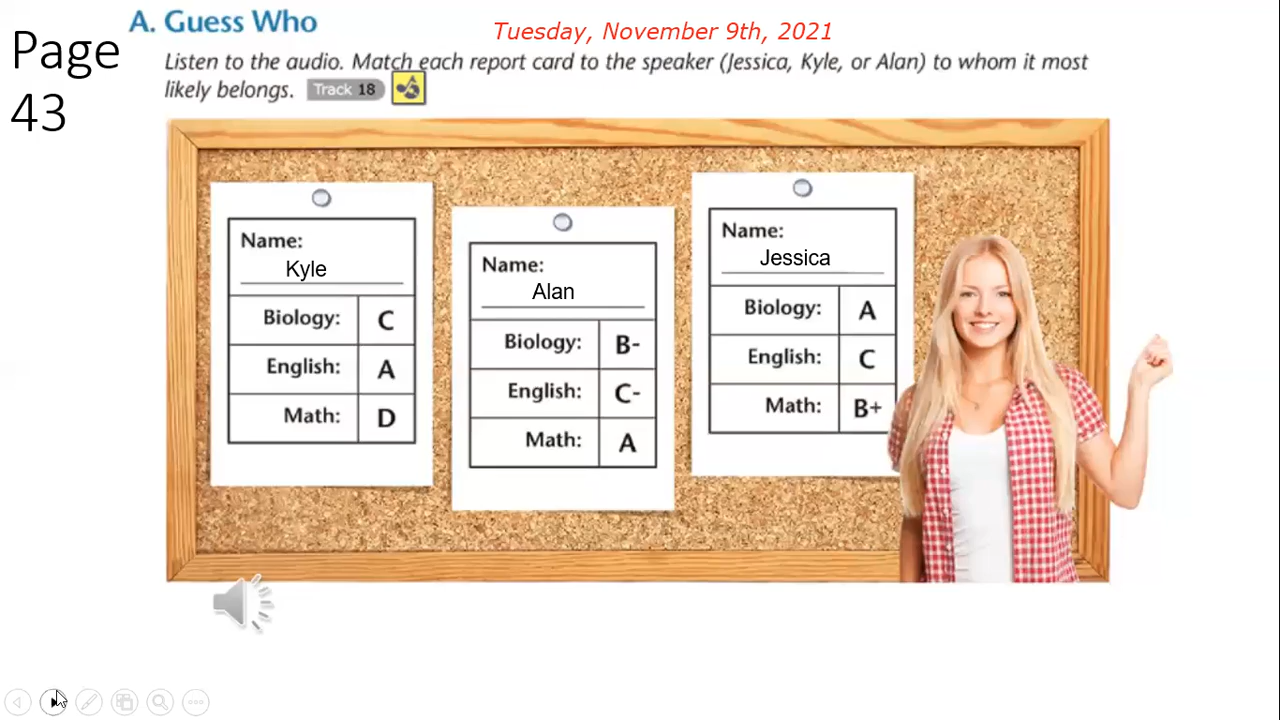 Page
43
A. Guess Who
Tuesday, November 9th, 2021
Listen to the audio. Match each report card to the speaker (Jessica, Kyle, or Alan) to whom it most
likely belongs. Track 18
Name:
Kyle
Biology: C
English: A
Math: D
Name:
Alan
Biology: B-
English: C-
Math: A
Name:
Jessica
Biology: A
English: C
Math: B+